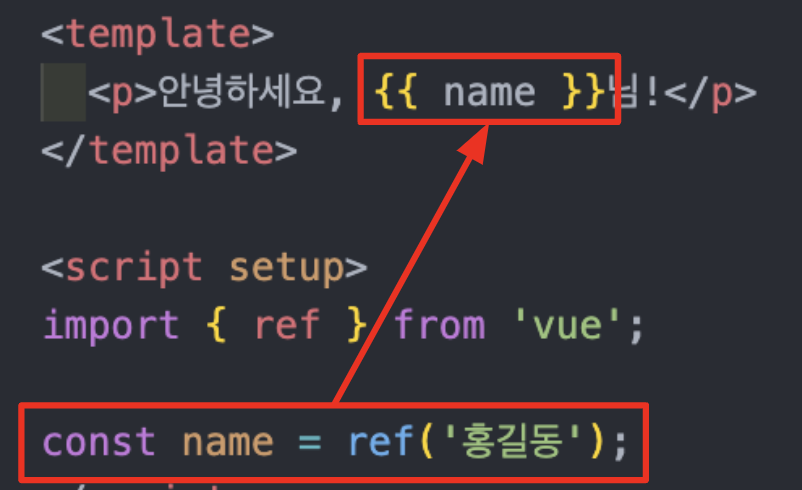 <template>
<p>안녕하세요, {{ name }}님!</p>
</template>
<script setup>
import { ref } from 'vue';
const name = ref('홍길동');